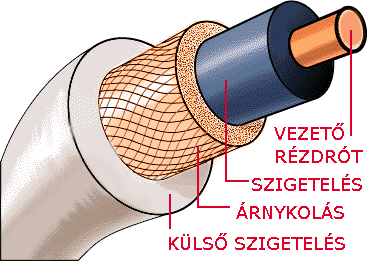 VEZETŐ
RÉZDRÓT
SZIGETELÉS
ÁRNYKOLÁS
KÜLSŐ SZIGETELÉS